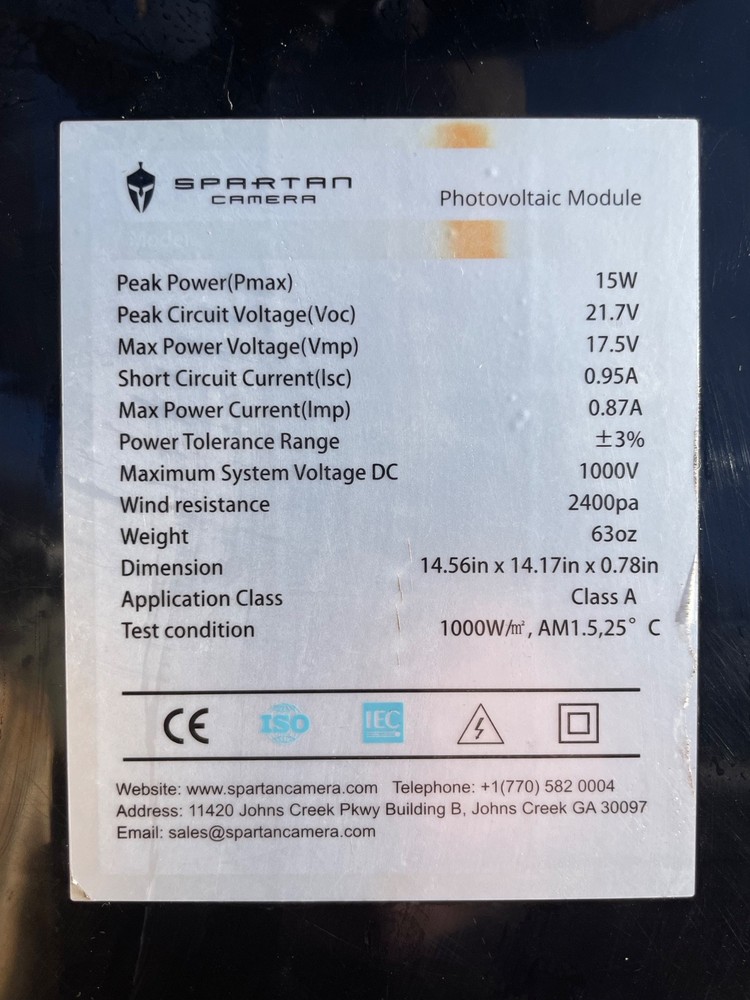 SPARTAN
CAMERA
Photovoltaic Module
Model
Peak Power(Pmax) 15W
Peak Circuit Voltage(Voc) 21.7V
Max Power Voltage(Vmp) 17.5V
Short Circuit Current(lsc) 0.95A
Max Power Current(lmp) 0.87A
Power Tolerance Range ±3%
Maximum System Voltage DC 1000V
Wind resistance 2400pa
Weight 63oz
Dimension 14.56in x 14.17in x 0.78in
Application Class Class A
Test condition 1000W/㎡, AM1.5,25° C
CE ISO IEC
Website: www.spartancamera.com Telephone: +1(770) 582 0004
Address: 11420 Johns Creek Pkwy Building B, Johns Creek GA 30097
Email: sales@spartancamera.com